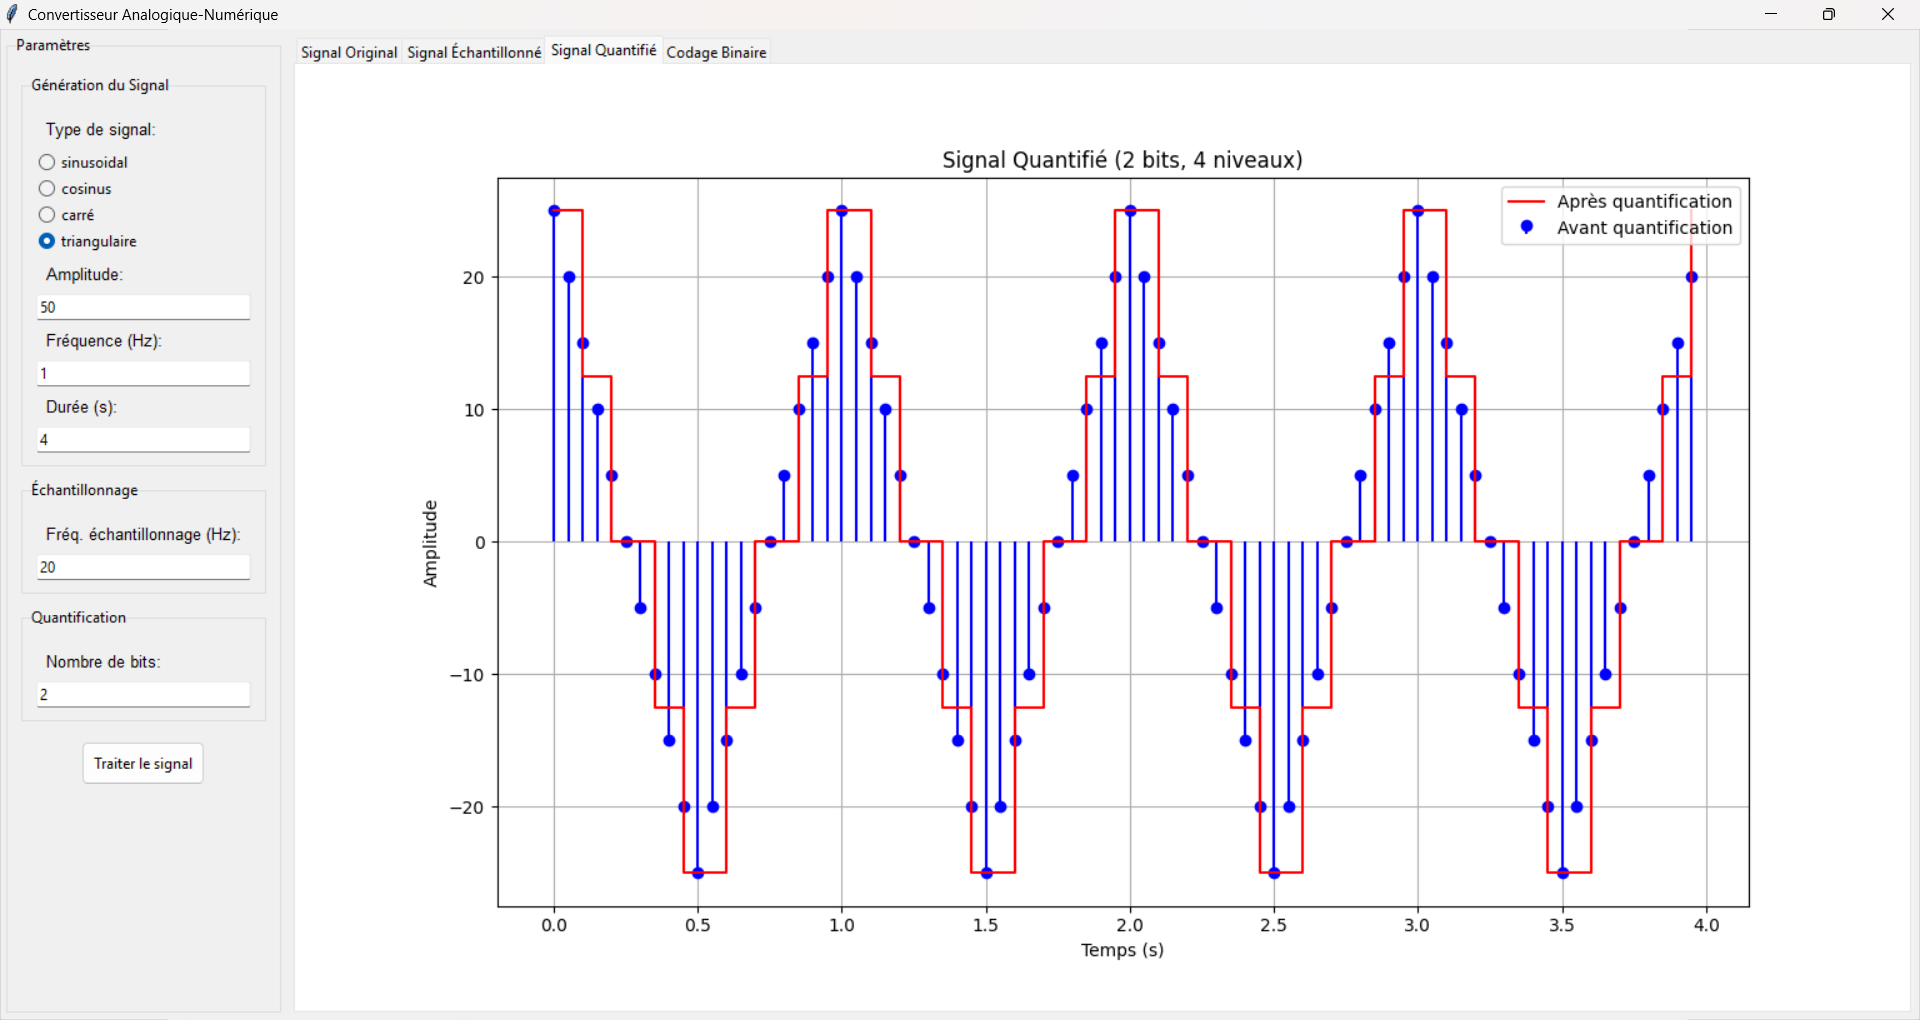 Convertisseur Analogique-Numérique
Paramètres
Génération du Signal
Type de signal:
sinusoidal
cosinus
carré
triangulaire
Amplitude:
50
Fréquence (Hz):
1
Durée (s):
4
Échantillonnage
Fréq. échantillonnage (Hz):
20
Quantification
Nombre de bits:
2
Traiter le signal
Signal Original Signal Échantillonné Signal Quantifié Codage Binaire
Signal Quantifié (2 bits, 4 niveaux)
Après quantification
Avant quantification
Amplitude
20
10
0
−10
−20
0.0 0.5 1.0 1.5 2.0 2.5 3.0 3.5 4.0
Temps (s)